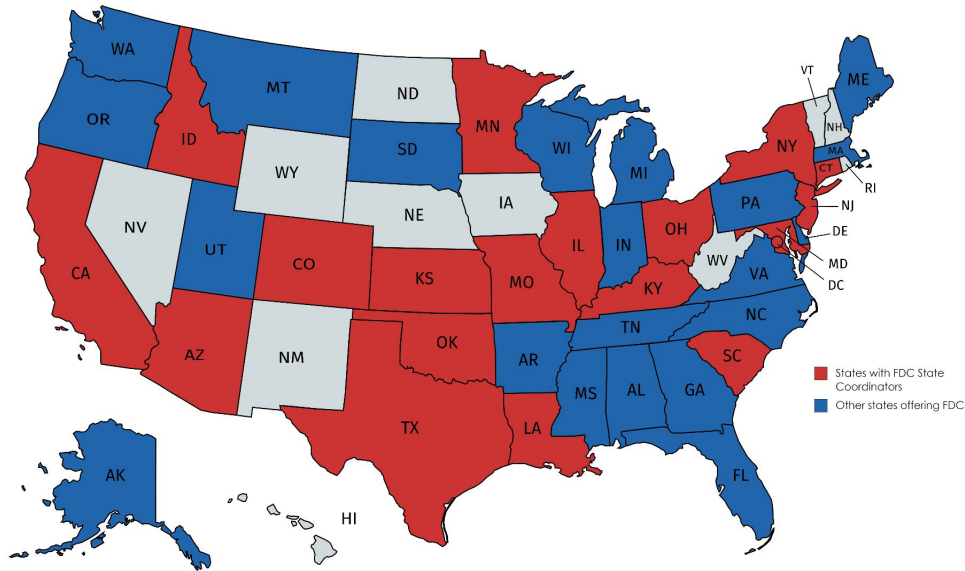 WA
MT
ND
MN
VT
ME
OR
ID
SD
WI
MI
NY
NH
MA
CT
RI
WY
IA
PA
NJ
NV
NE
IL
IN
OH
DE
UT
CO
KS
MO
WV
VA
MD
DC
CA
KY
AZ
NM
OK
AR
TN
NC
SC
TX
LA
MS
AL
GA
States with FDC State
Coordinators
Other states offering FDC
AK
HI
FL